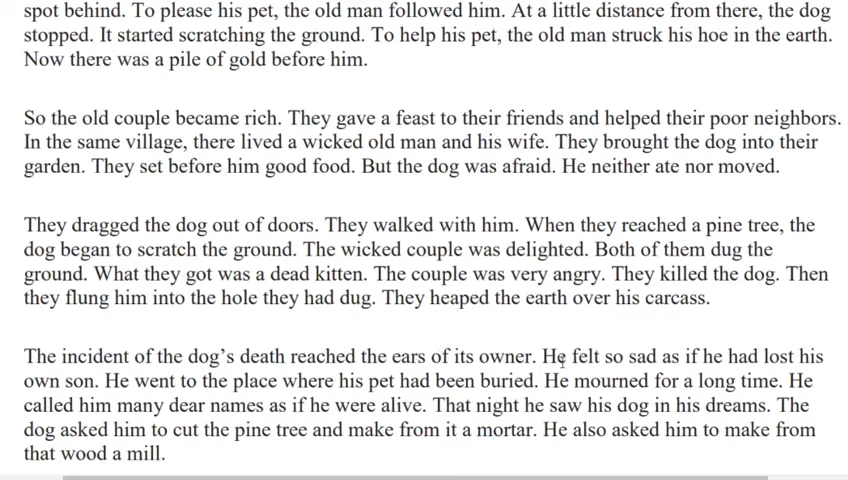 spot behind. To please his pet, the old man followed him. At a little distance from there, the dog
stopped. It started scratching the ground. To help his pet, the old man struck his hoe in the earth.
Now there was a pile of gold before him.
So the old couple became rich. They gave a feast to their friends and helped their poor neighbors.
In the same village, there lived a wicked old man and his wife. They brought the dog into their
garden. They set before him good food. But the dog was afraid. He neither ate nor moved.
They dragged the dog out of doors. They walked with him. When they reached a pine tree, the
dog began to scratch the ground. The wicked couple was delighted. Both of them dug the
ground. What they got was a dead kitten. The couple was very angry. They killed the dog. Then
they flung him into the hole they had dug. They heaped the earth over his carcass.
The incident of the dog’s death reached the ears of its owner. He felt so sad as if he had lost his
own son. He went to the place where his pet had been buried. He mourned for a long time. He
called him many dear names as if he were alive. That night he saw his dog in his dreams. The
dog asked him to cut the pine tree and make from it a mortar. He also asked him to make from
that wood a mill.